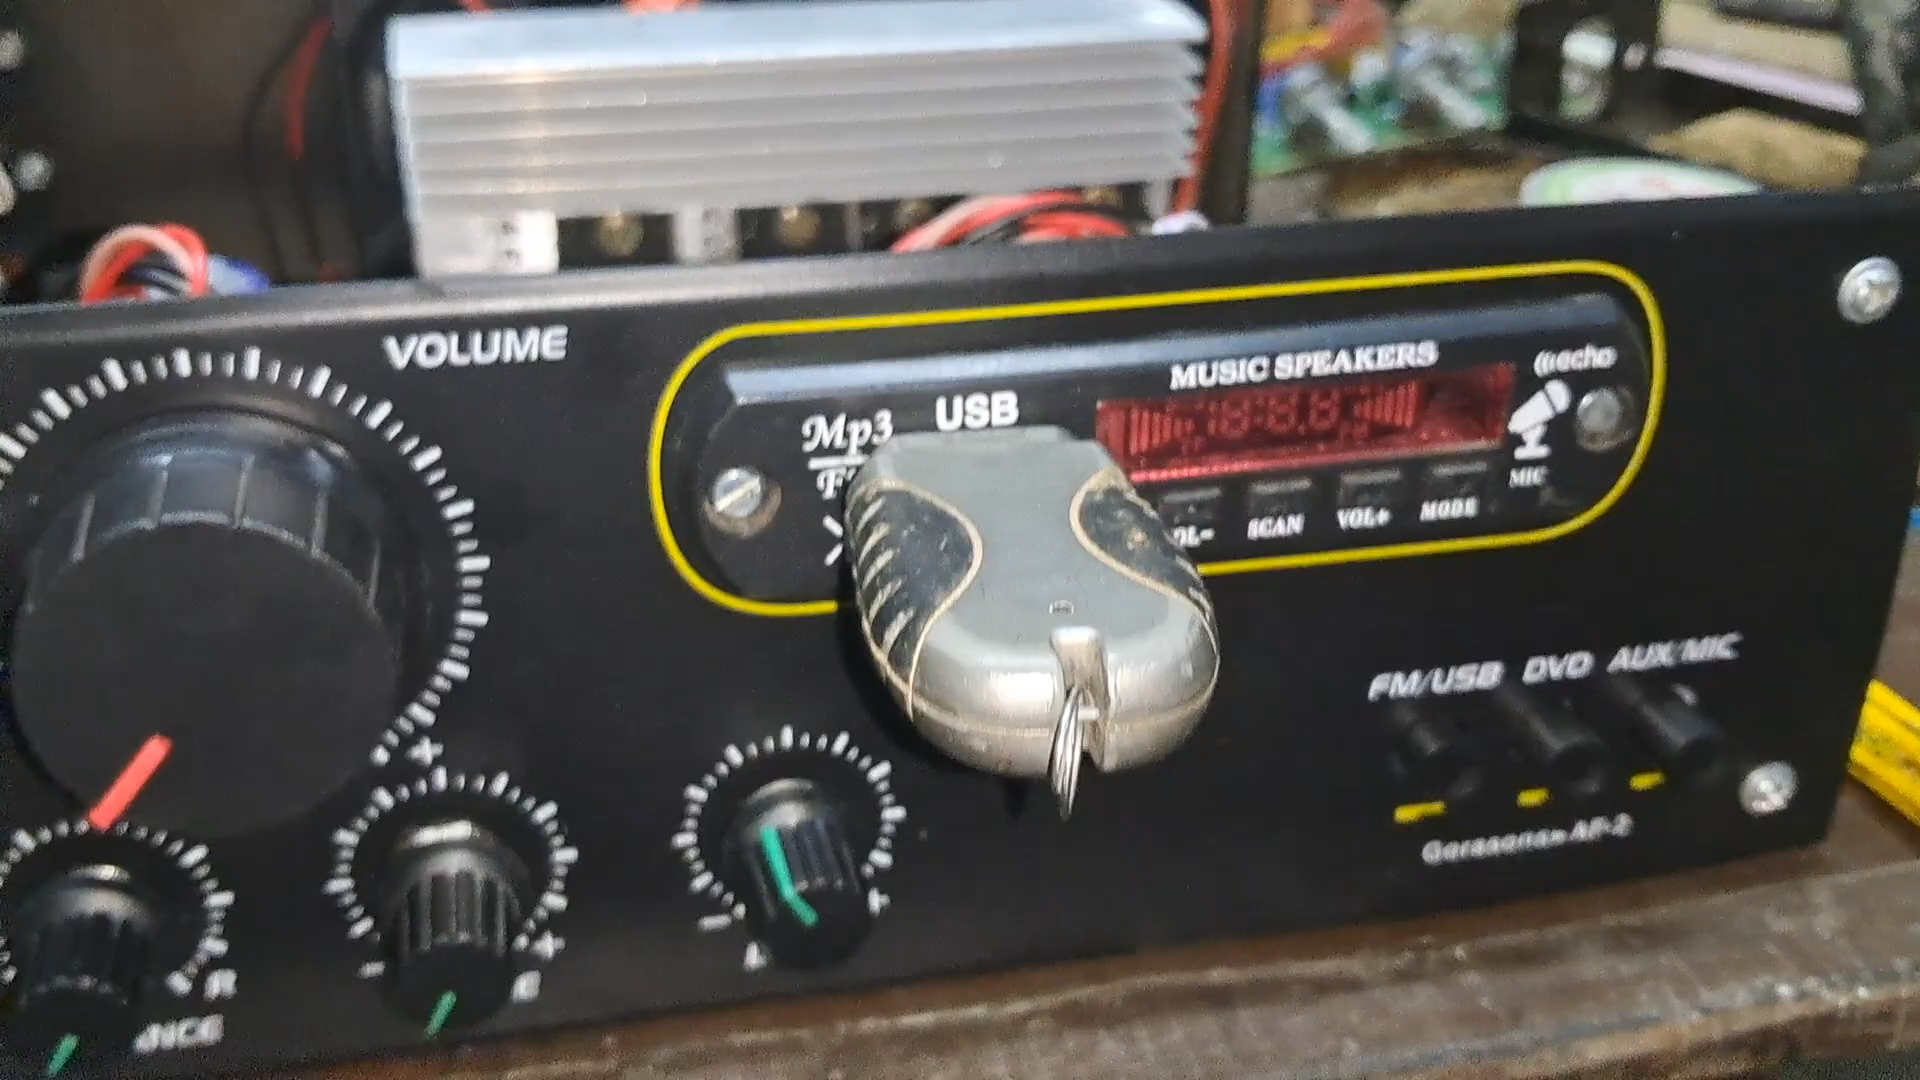 VOLUME
MUSIC SPEAKERS
echo
Mp3
USB
MIC
SCAN
VOL+
MODE
FM/USB DVD AUX/MIC
R